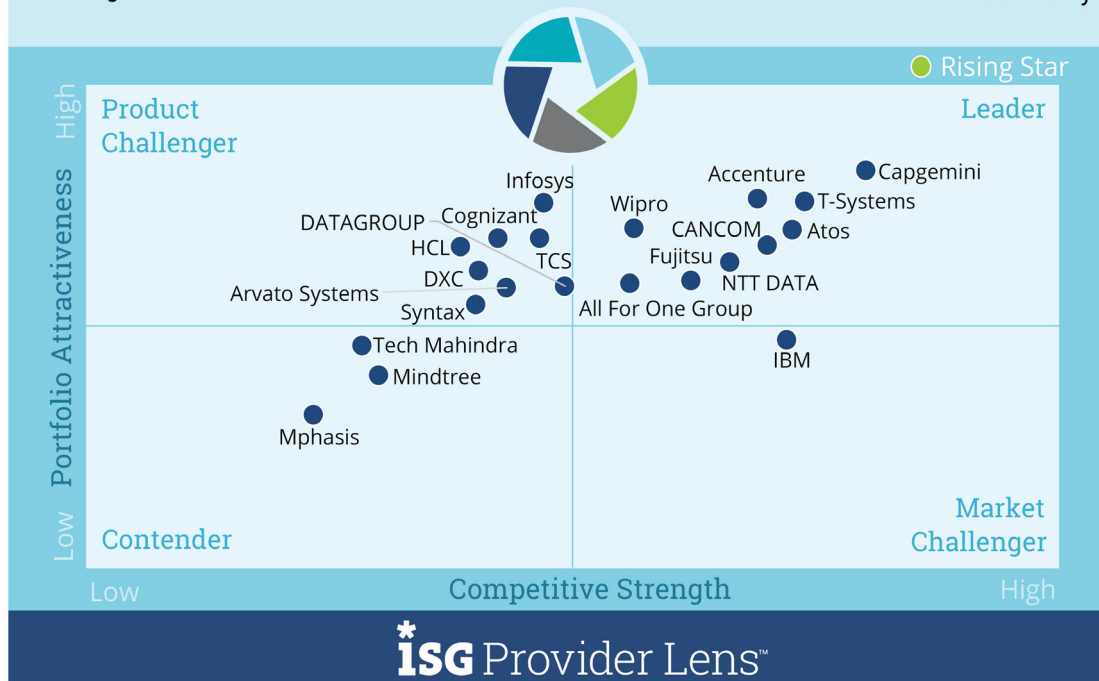 Rising Star
High
Product
Challenger
Leader
Infosys
Accenture
Capgemini
Wipro
T-Systems
DATAGROUP
Cognizant
CANCOM
Atos
HCL
TCS
Fujitsu
DXC
NTT DATA
Arvato Systems
Syntax
All For One Group
Portfolio Attractiveness
Tech Mahindra
IBM
Mindtree
Mphasis
Low
Contender
Market
Challenger
Low
Competitive Strength
High
*iSG Provider Lens™